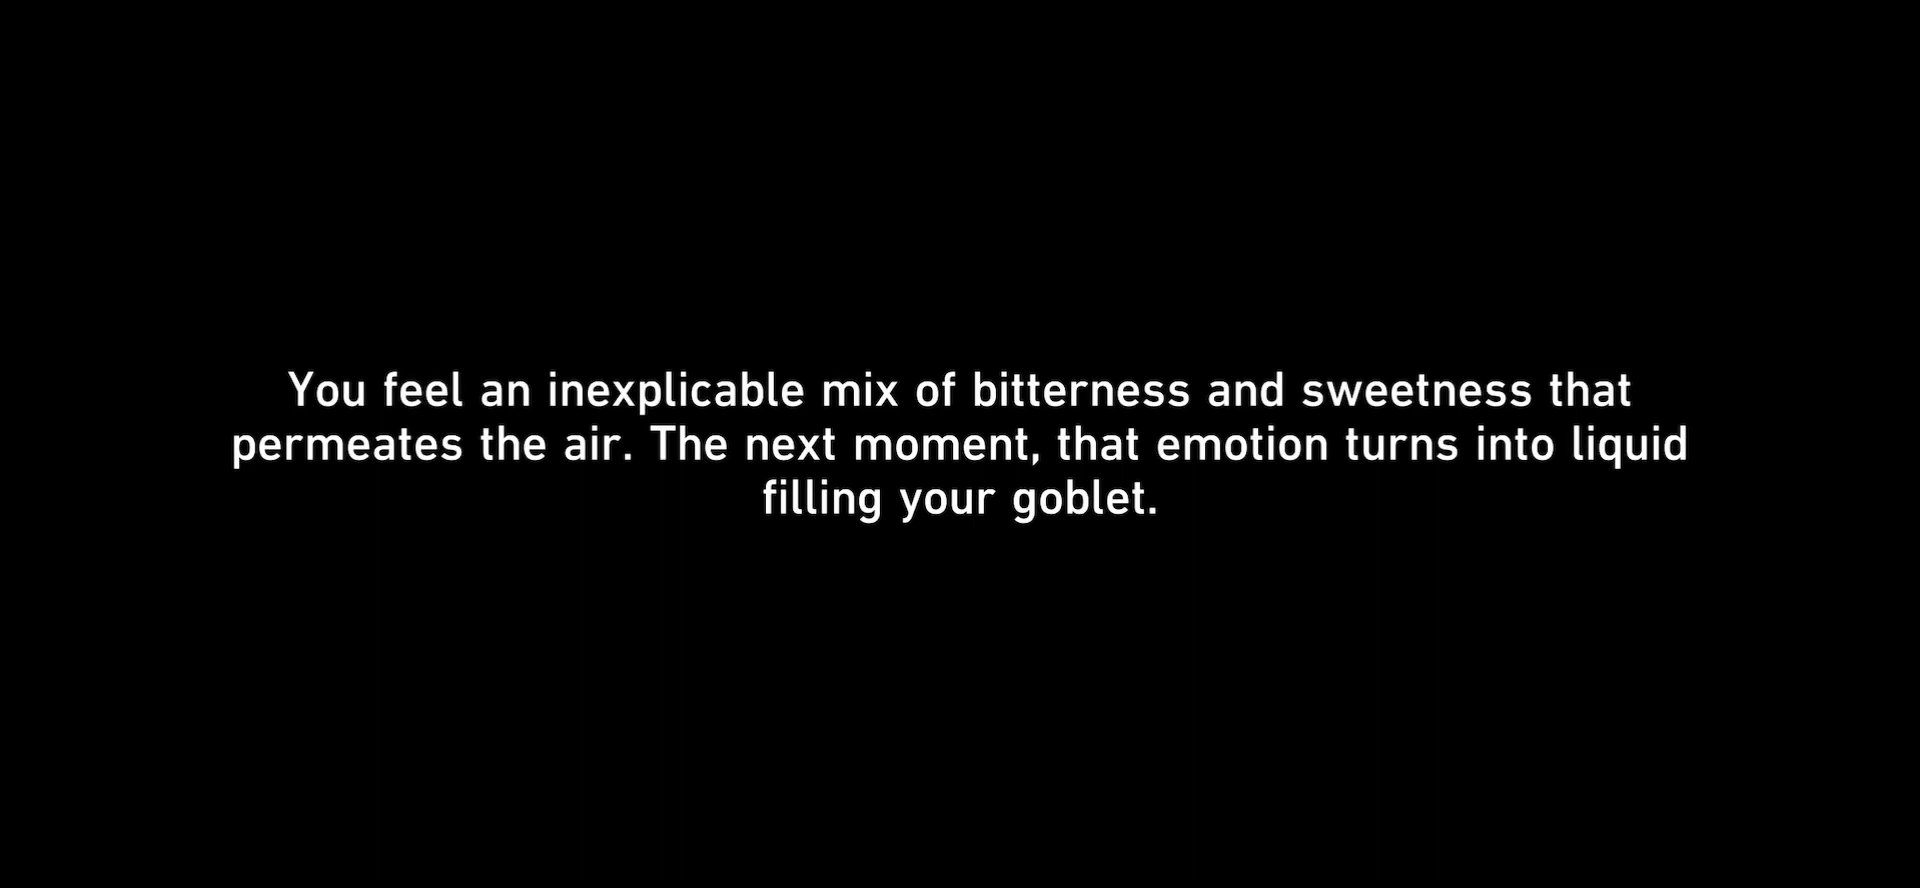 You feel an inexplicable mix of bitterness and sweetness that
permeates the air. The next moment, that emotion turns into liquid
filling your goblet.